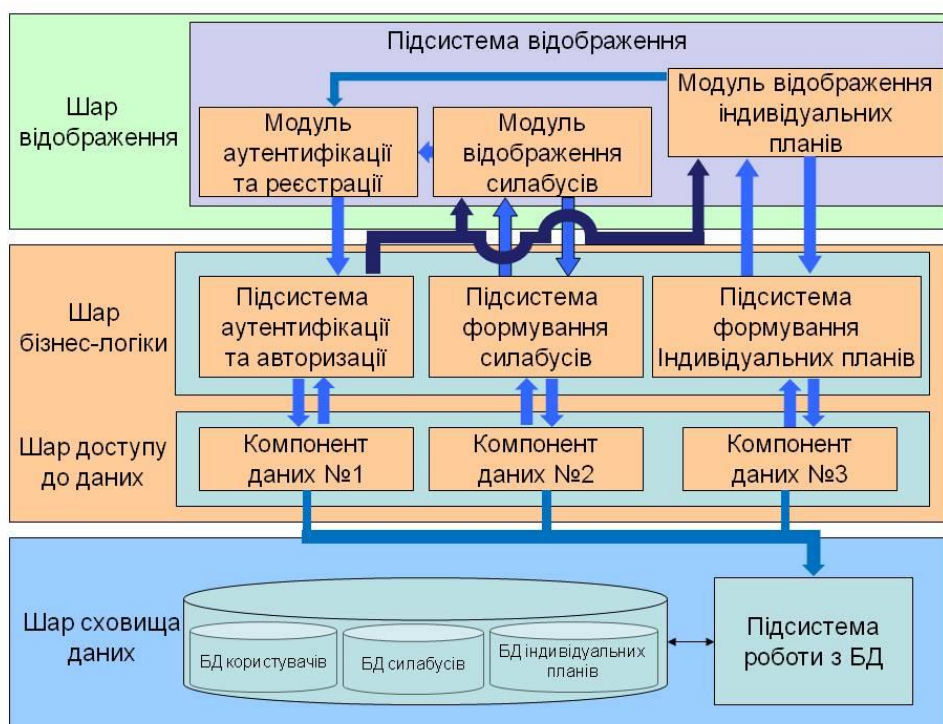 Підсистема відображення
Шар
відображення
Модуль
аутентифікації
та реєстрації
Модуль
відображення
силабусів
Модуль відображення
індивідуальних
планів
Шар
бізнес-логіки
Підсистема
аутентифікації
та авторизації
Підсистема
формування
силабусів
Підсистема
формування
Індивідуальних планів
Шар доступу
до даних
Компонент
даних №1
Компонент
даних №2
Компонент
даних №3
Шар сховища
даних
БД користувачів
БД силабусів
БД індивідуальних
планів
Підсистема
роботи з БД